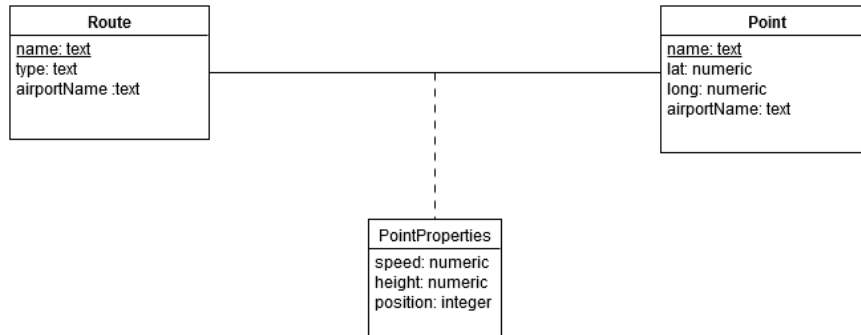 Route
name: text
type: text
airportName :text
Point
name: text
lat: numeric
long: numeric
airportName: text
PointProperties
speed: numeric
height: numeric
position: integer